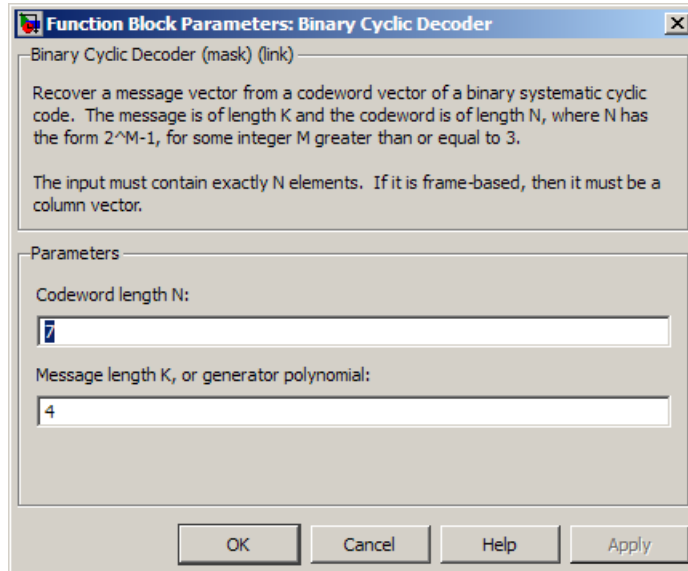 Function Block Parameters: Binary Cyclic Decoder
Binary Cyclic Decoder (mask) (link)
Recover a message vector from a codeword vector of a binary systematic cyclic
code.  The message is of length K and the codeword is of length N, where N has
the form 2^M-1, for some integer M greater than or equal to 3.
The input must contain exactly N elements.  If it is frame-based, then it must be a
column vector.
Parameters
Codeword length N:
7
Message length K, or generator polynomial:
4
OK Cancel Help Apply